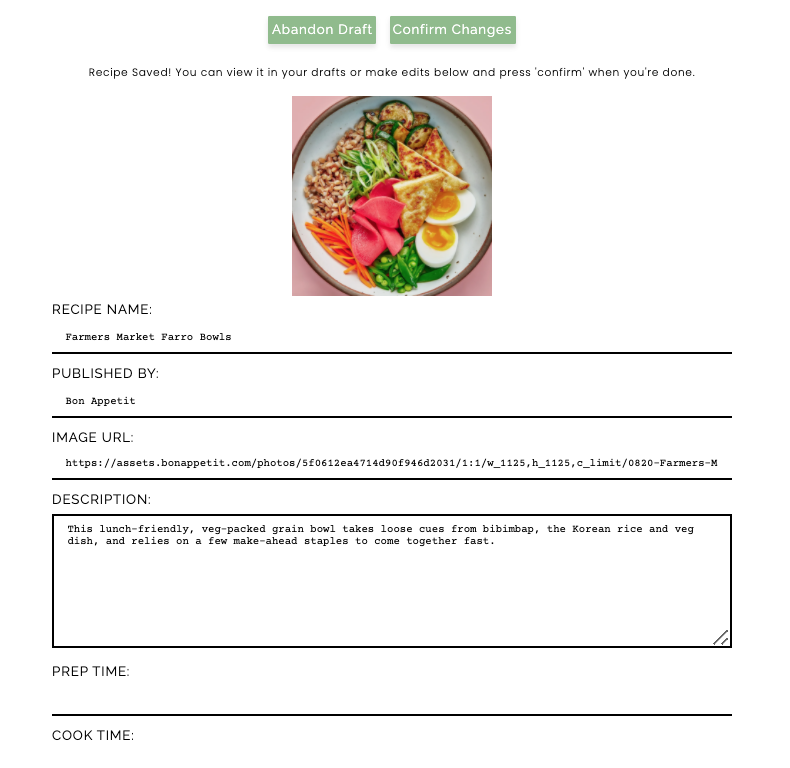 Abandon Draft
Confirm Changes
Recipe Saved! You can view it in your drafts or make edits below and press 'confirm' when you're done.
RECIPE NAME:
Farmers Market Farro Bowls
PUBLISHED BY:
Bon Appetit
IMAGE URL:
https://assets.bonappetit.com/photos/5f0612ea4714d90f946d2031/1:1/w_1125,h_1125,c_limit/0820-Farmers-M
DESCRIPTION:
This lunch-friendly, veg-packed grain bowl takes loose cues from bibimbap, the Korean rice and veg
dish, and relies on a few make-ahead staples to come together fast.
PREP TIME:
COOK TIME: